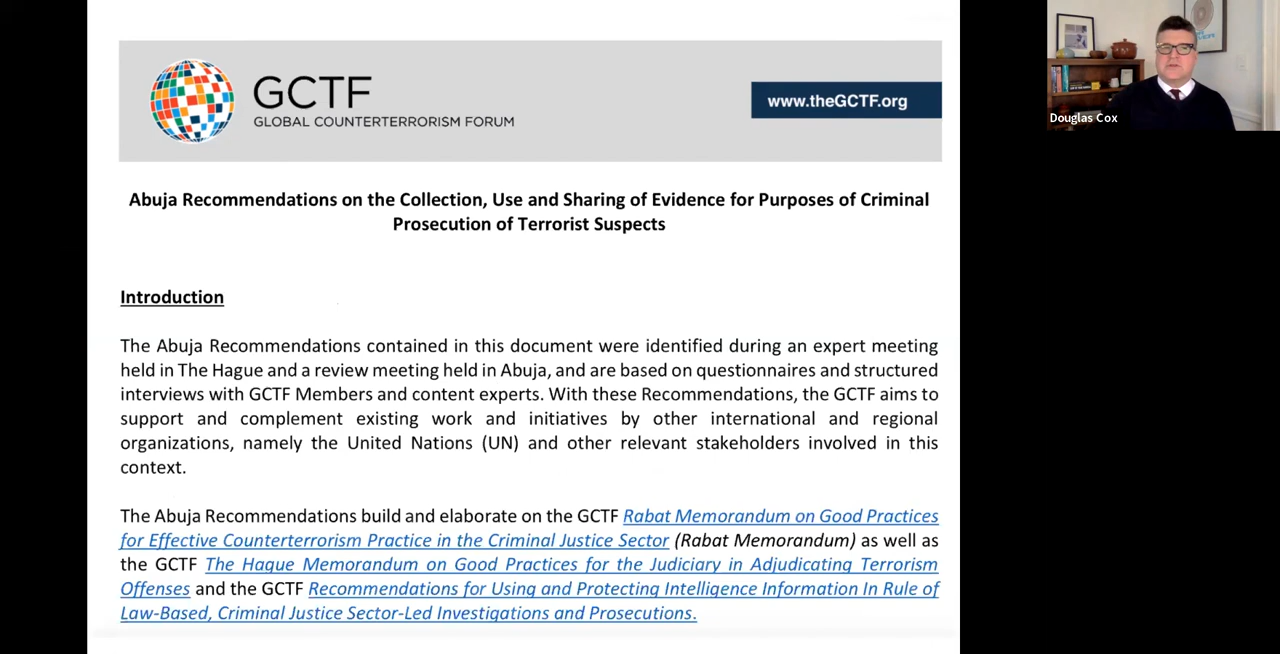 GCTF
GLOBAL COUNTERTERRORISM FORUM
www.theGCTF.org
Douglas Cox
Abuja Recommendations on the Collection, Use and Sharing of Evidence for Purposes of Criminal
Prosecution of Terrorist Suspects
Introduction
The Abuja Recommendations contained in this document were identified during an expert meeting
held in The Hague and a review meeting held in Abuja, and are based on questionnaires and structured
interviews with GCTF Members and content experts. With these Recommendations, the GCTF aims to
support and complement existing work and initiatives by other international and regional
organizations, namely the United Nations (UN) and other relevant stakeholders involved in this
context.
The Abuja Recommendations build and elaborate on the GCTF Rabat Memorandum on Good Practices
for Effective Counterterrorism Practice in the Criminal Justice Sector (Rabat Memorandum) as well as
the GCTF The Hague Memorandum on Good Practices for the Judiciary in Adjudicating Terrorism
Offenses and the GCTF Recommendations for Using and Protecting Intelligence Information In Rule of
Law-Based, Criminal Justice Sector-Led Investigations and Prosecutions.